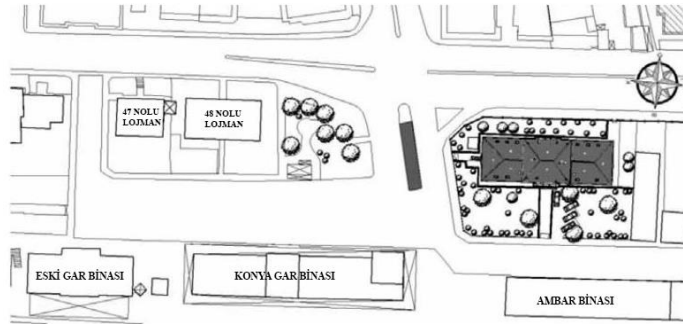 47 NOLU
LOJMAN
48 NOLU
LOJMAN
ESKİ GAR BİNASI
KONYA GAR BİNASI
AMBAR BİNASI